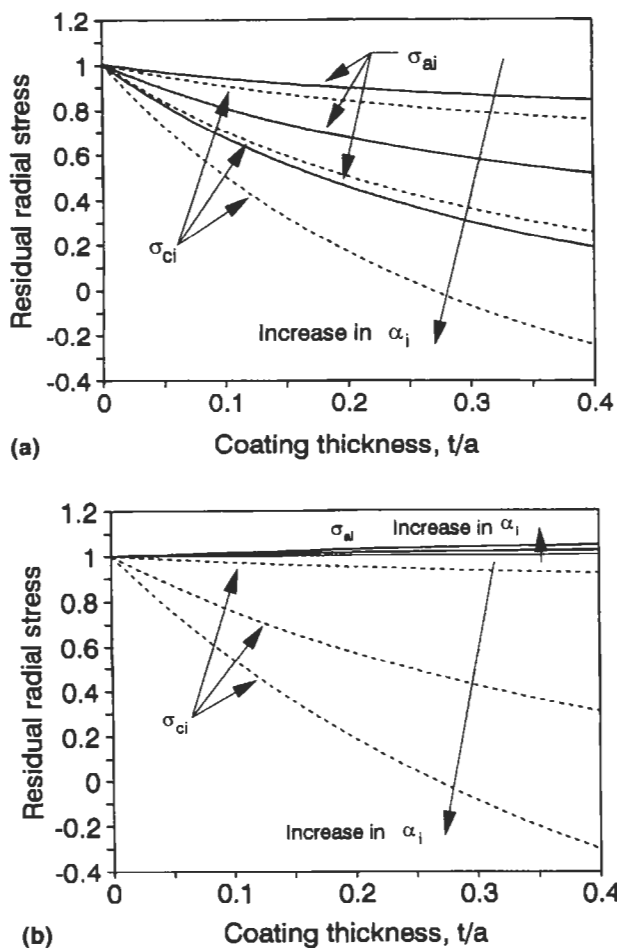 1.2
1
0.8
0.6
0.4
0.2
0
-0.2
-0.4
Residual radial stress
σai
σci
Increase in αi
0
0.1
0.2
0.3
0.4
(a)
Coating thickness, t/a
1.2
1
0.8
0.6
0.4
0.2
0
-0.2
-0.4
Residual radial stress
σai
Increase in αi
σci
Increase in αi
0
0.1
0.2
0.3
0.4
(b)
Coating thickness, t/a